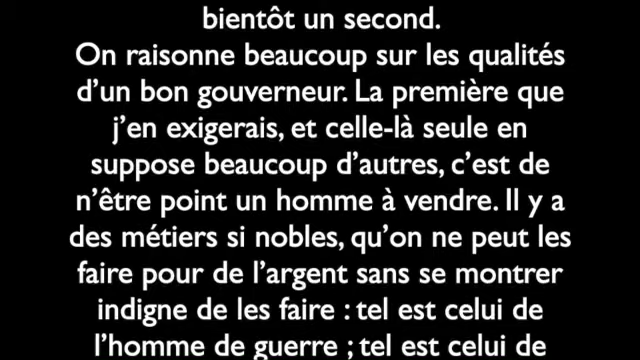 bientôt un second.
On raisonne beaucoup sur les qualités
d’un bon gouverneur. La première que
j’en exigerais, et celle-là seule en
suppose beaucoup d’autres, c’est de
n’être point un homme à vendre. Il y a
des métiers si nobles, qu’on ne peut les
faire pour de l’argent sans se montrer
indigne de les faire : tel est celui de
l’homme de guerre ; tel est celui de